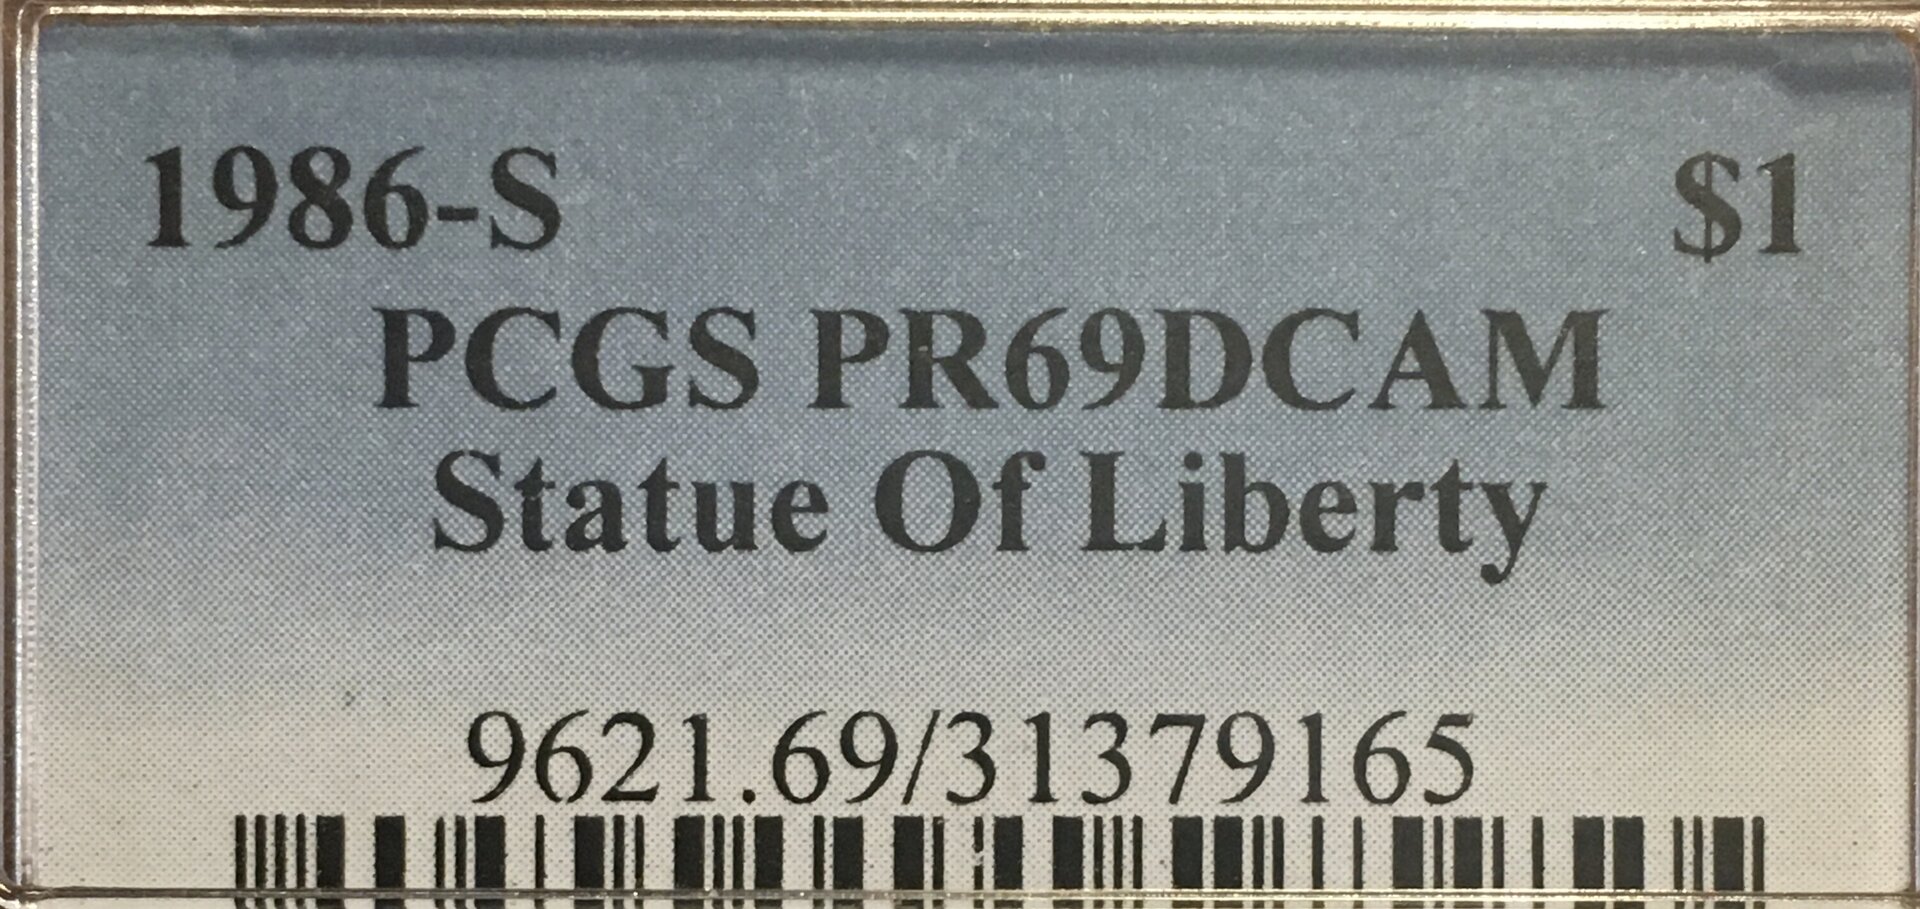 1986-S $1
PCGS PR69DCAM
Statue Of Liberty
9621.69/31379165